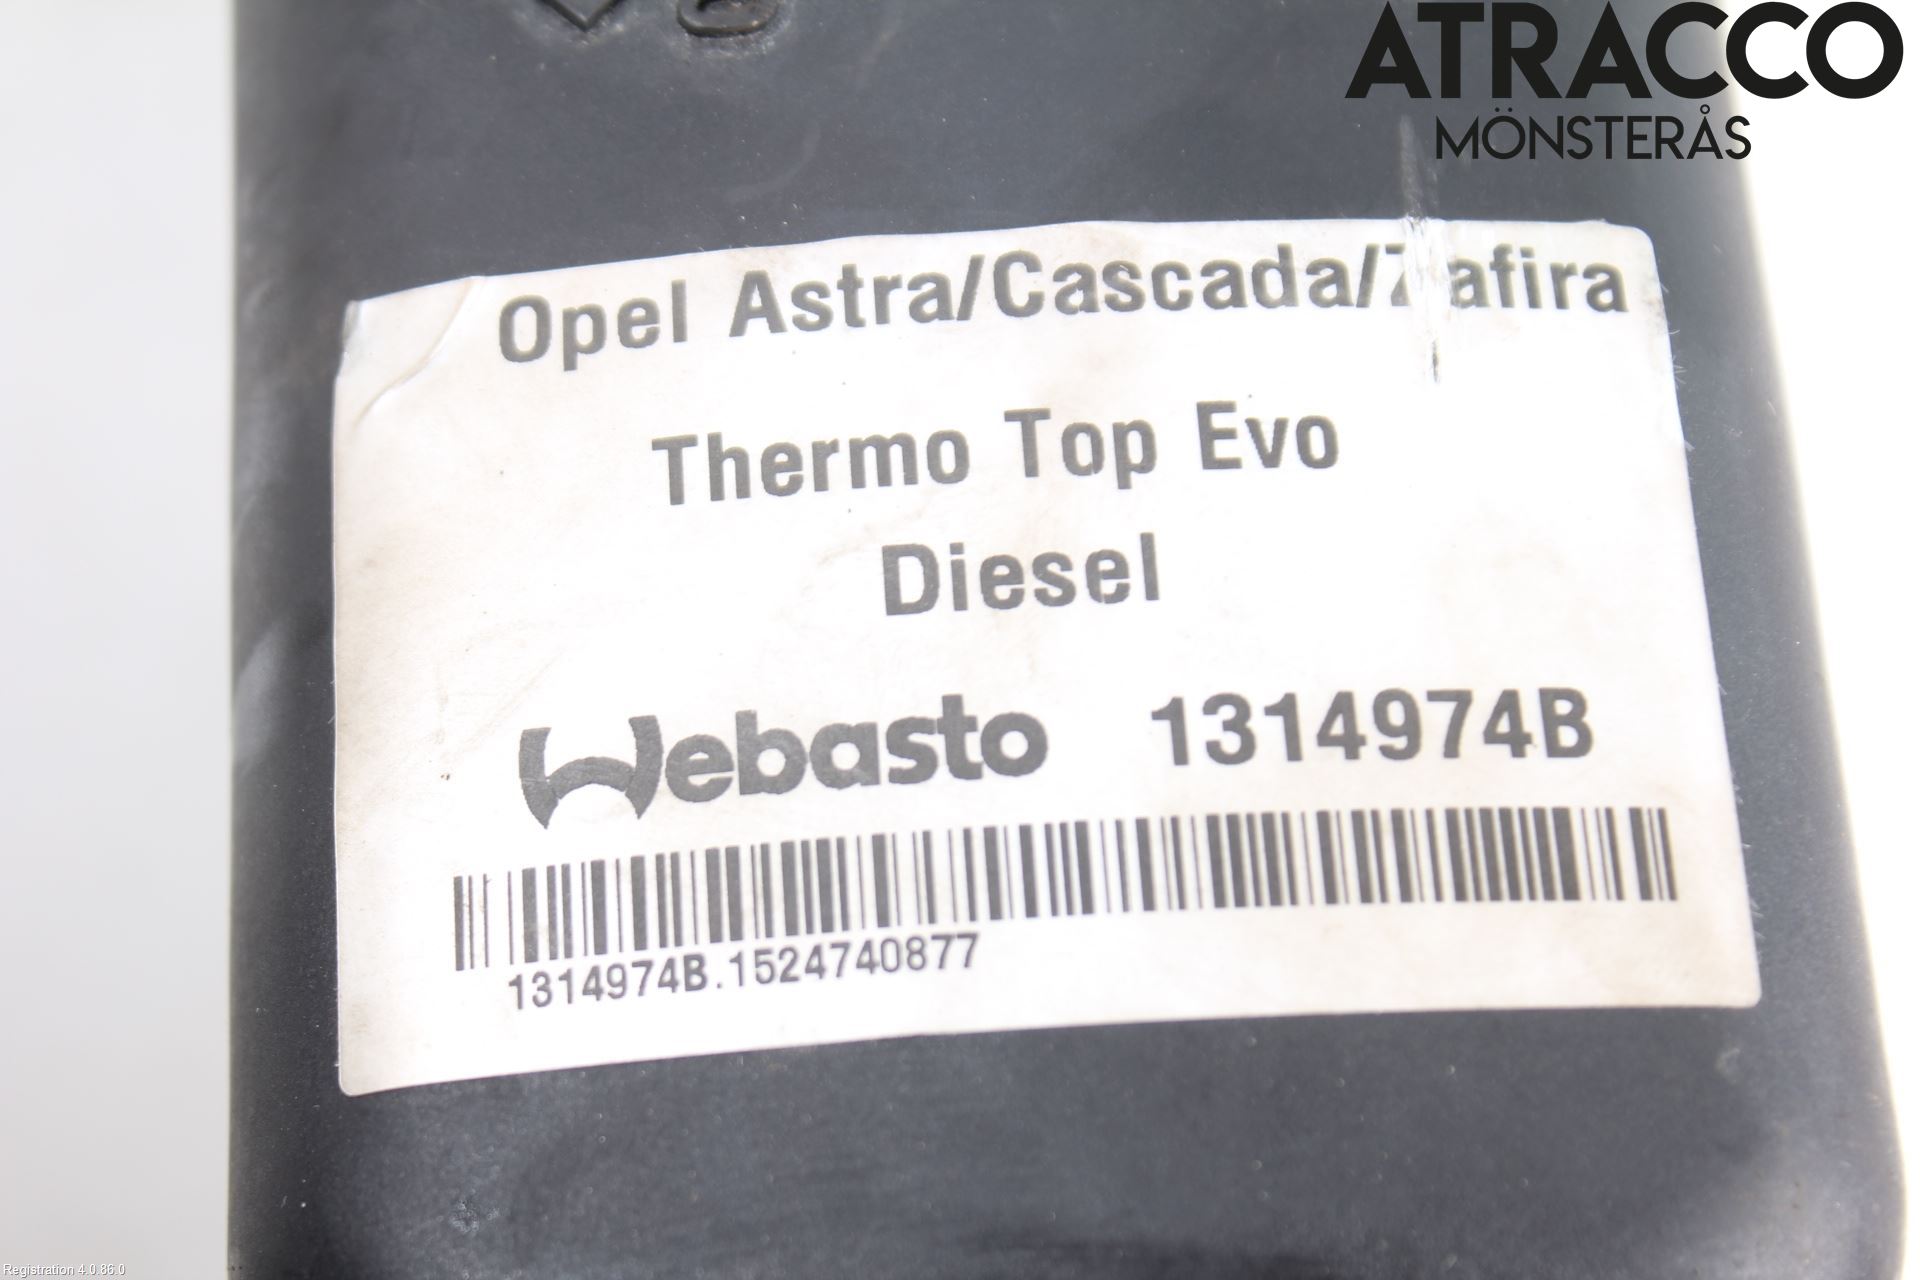 ATRACCO
MÖNSTERÅS
Opel Astra/Cascada/Zafira
Thermo Top Evo
Diesel
Webasto 1314974B
1314974B.1524740877
Registration 4.0.86.0